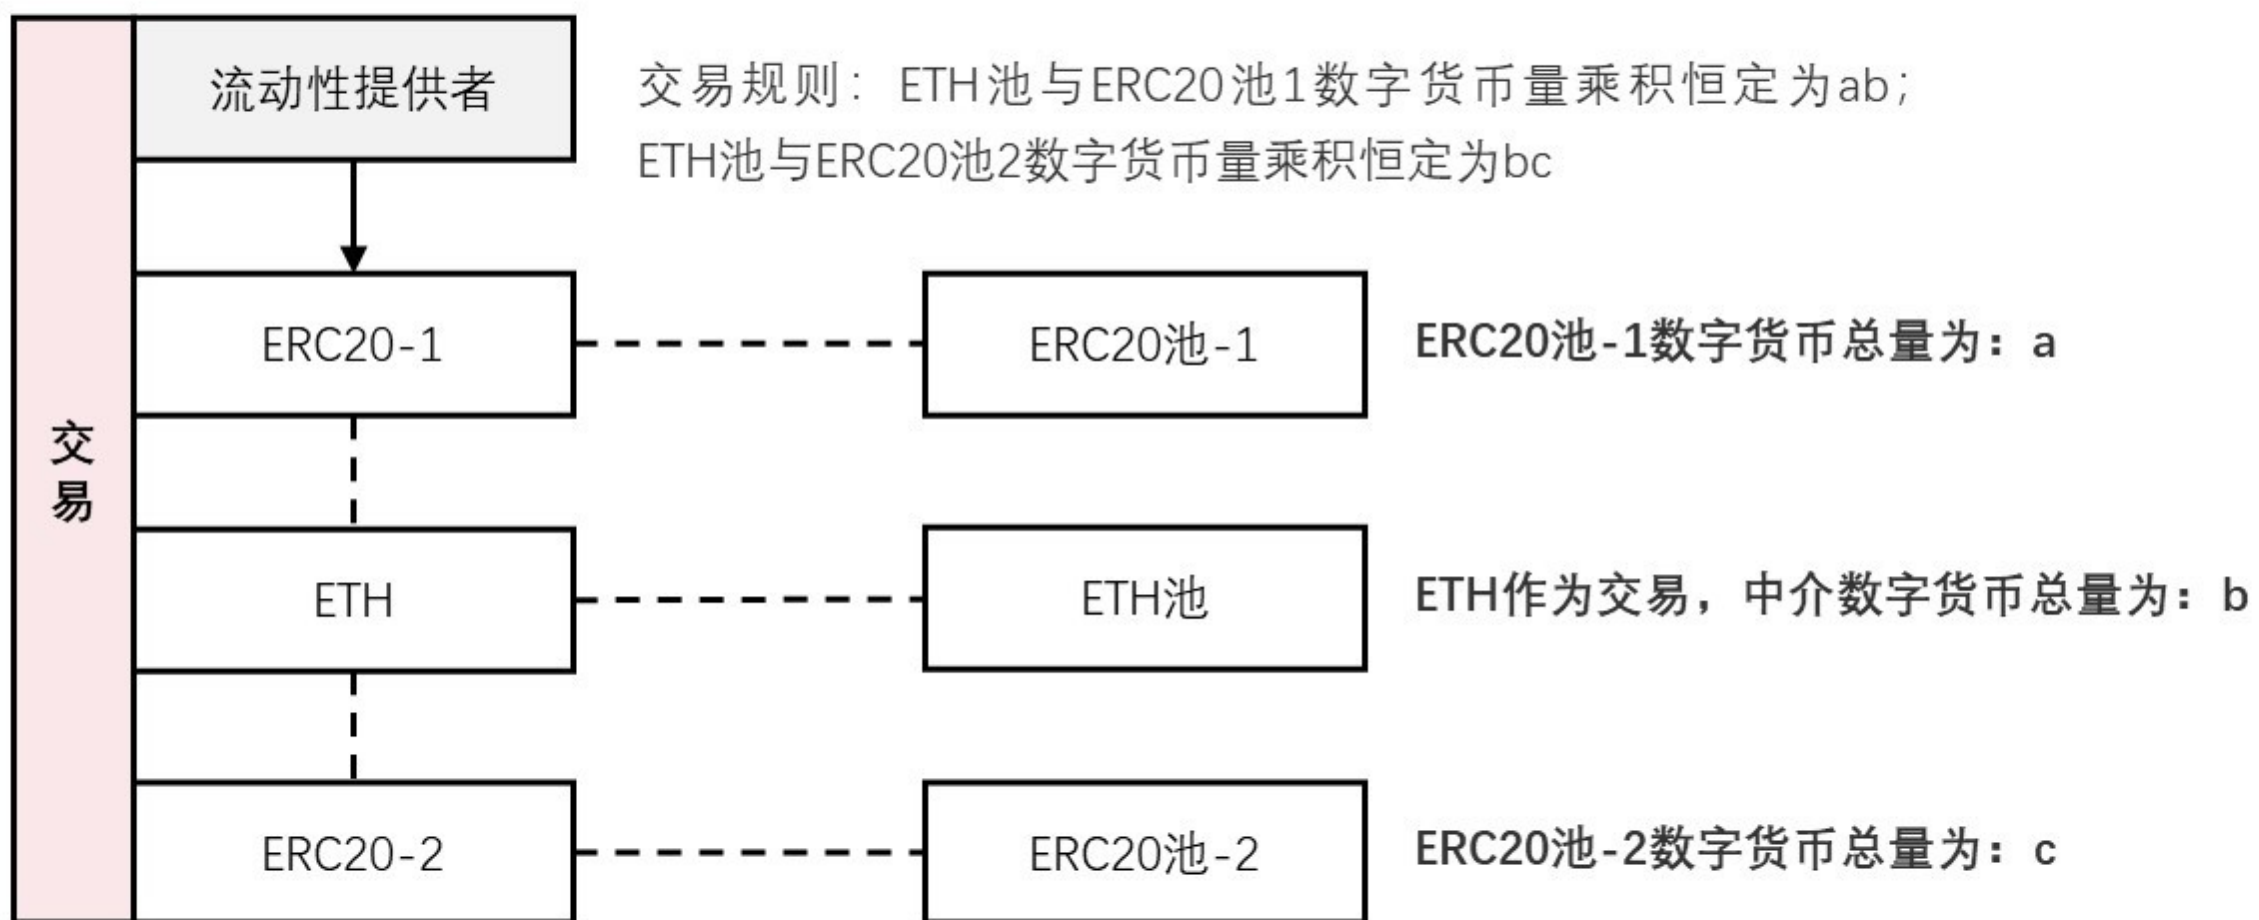 流动性提供者
交易规则：ETH池与ERC20池1数字货币量乘积恒定为ab；
ETH池与ERC20池2数字货币量乘积恒定为bc
交易
ERC20-1
ERC20池-1
ERC20池-1数字货币总量为：a
ETH
ETH池
ETH作为交易，中介数字货币总量为：b
ERC20-2
ERC20池-2
ERC20池-2数字货币总量为：c